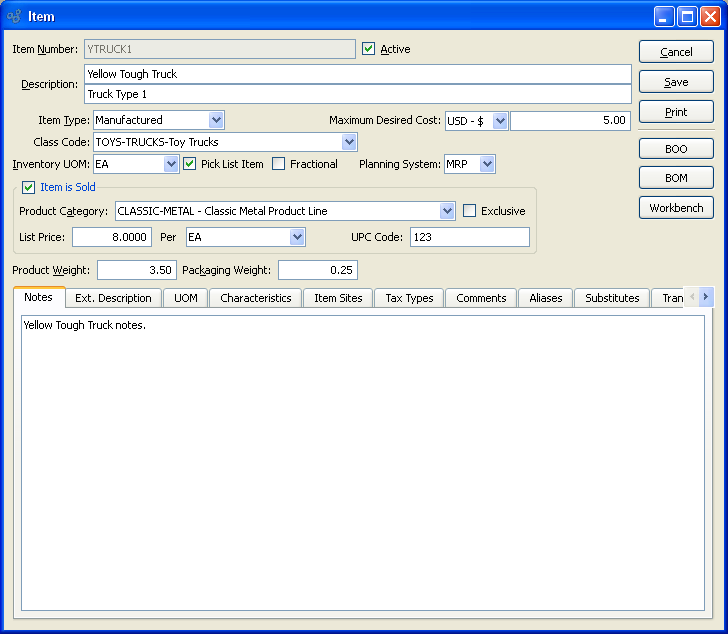 Item
Item Number: YTRUCK1 Active Cancel
Description: Yellow Tough Truck Save
Truck Type 1
Item Type: Manufactured Maximum Desired Cost: USD - $ 5.00 Print
Class Code: TOYS-TRUCKS-Toy Trucks BOO
Inventory UOM: EA Pick List Item Fractional Planning System: MRP
BOM
Item is Sold
Product Category: CLASSIC-METAL - Classic Metal Product Line Exclusive Workbench
List Price: 8.0000 Per EA UPC Code: 123
Product Weight: 3.50 Packaging Weight: 0.25
Notes Ext. Description UOM Characteristics Item Sites Tax Types Comments Aliases Substitutes Tran
Yellow Tough Truck notes.